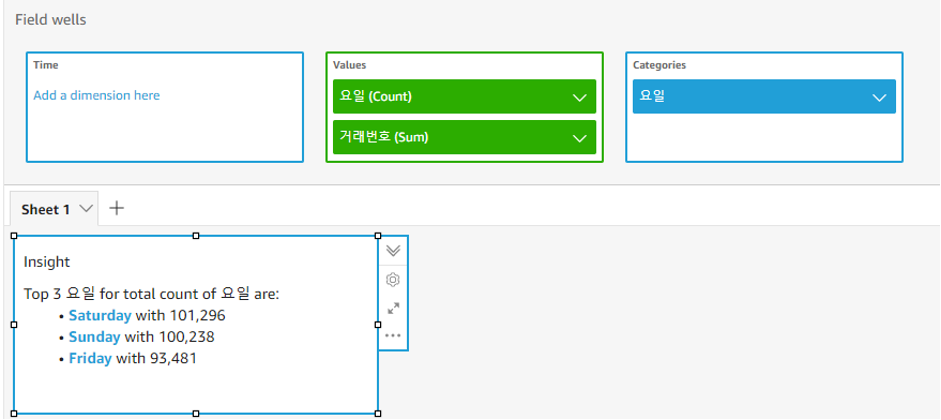 Field wells
Time
Values
Categories
Add a dimension here
요일 (Count)
요일
거래번호 (Sum)
Sheet 1
Insight
Top 3 요일 for total count of 요일 are:
• Saturday with 101,296
• Sunday with 100,238
• Friday with 93,481